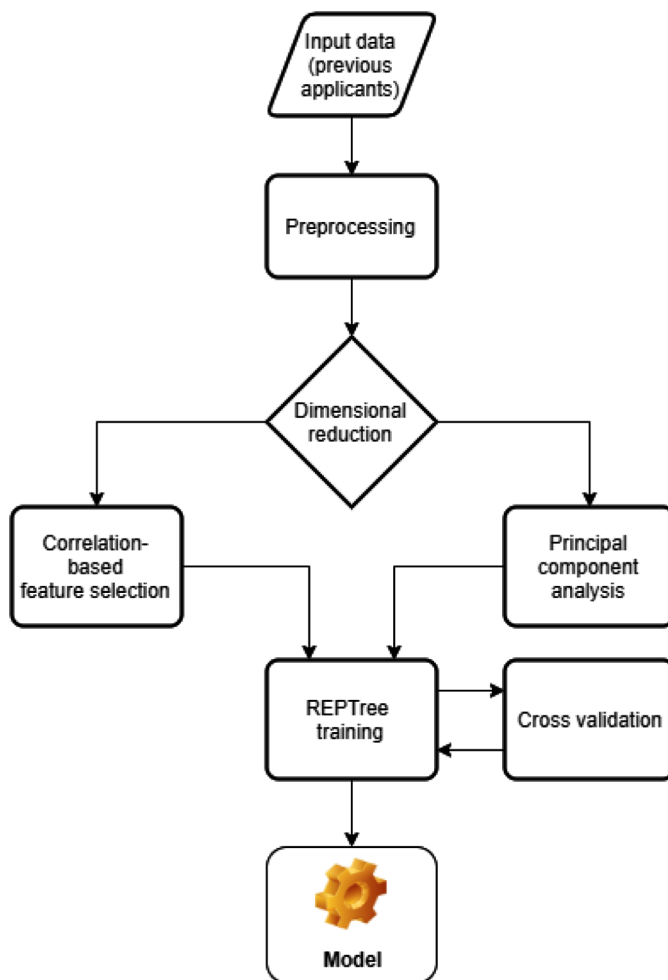 Input data
(previous
applicants)
Preprocessing
Dimensional
reduction
Correlation-
based
feature selection
Principal
component
analysis
REPTree
training
Cross validation
Model